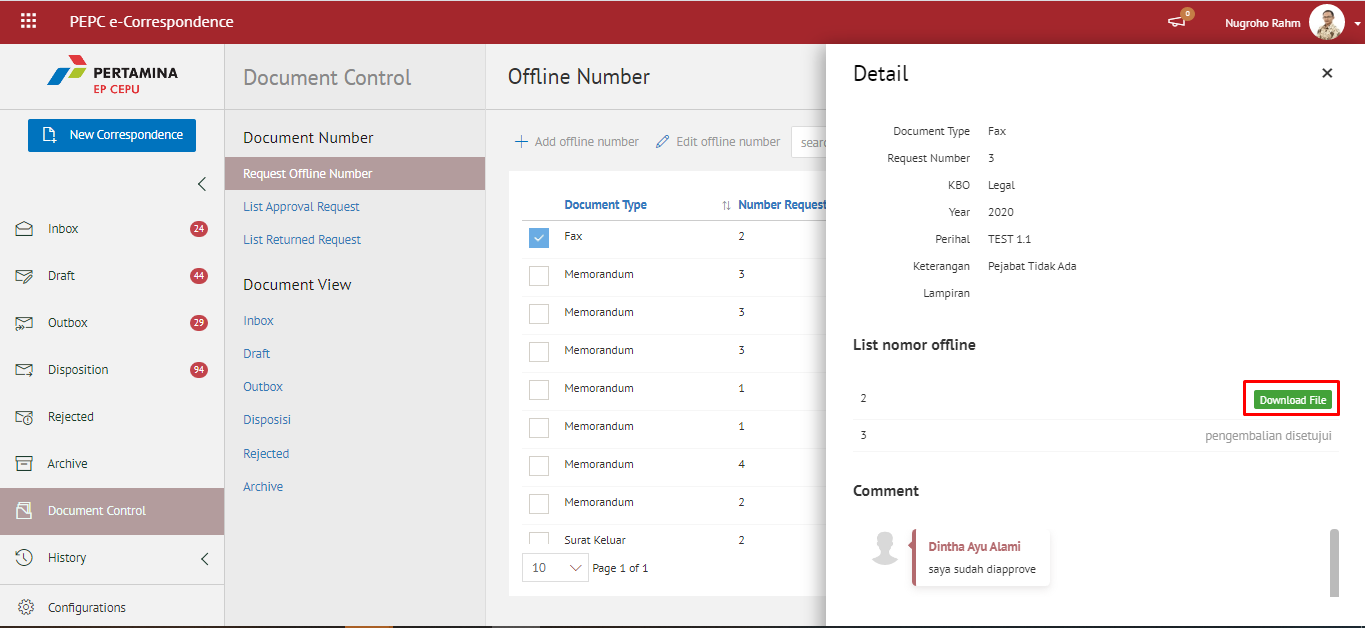 PEPC e-Correspondence
0
Nugroho Rahm
PERTAMINA
EP CEPU
New Correspondence
Inbox 24
Draft 44
Outbox 29
Disposition 94
Rejected
Archive
Document Control
History
Configurations
Document Control
Document Number
Request Offline Number
List Approval Request
List Returned Request
Document View
Inbox
Draft
Outbox
Disposisi
Rejected
Archive
Offline Number
Add offline number Edit offline number searc
Document Type Number Request
Fax 2
Memorandum 3
Memorandum 3
Memorandum 3
Memorandum 1
Memorandum 1
Memorandum 4
Memorandum 2
Surat Keluar 2
10 Page 1 of 1
Detail
Document Type Fax
Request Number 3
KBO Legal
Year 2020
Perihal TEST 1.1
Keterangan Pejabat Tidak Ada
Lampiran
List nomor offline
2 Download File
3 pengembalian disetujui
Comment
Dintha Ayu Alami
saya sudah diapprove